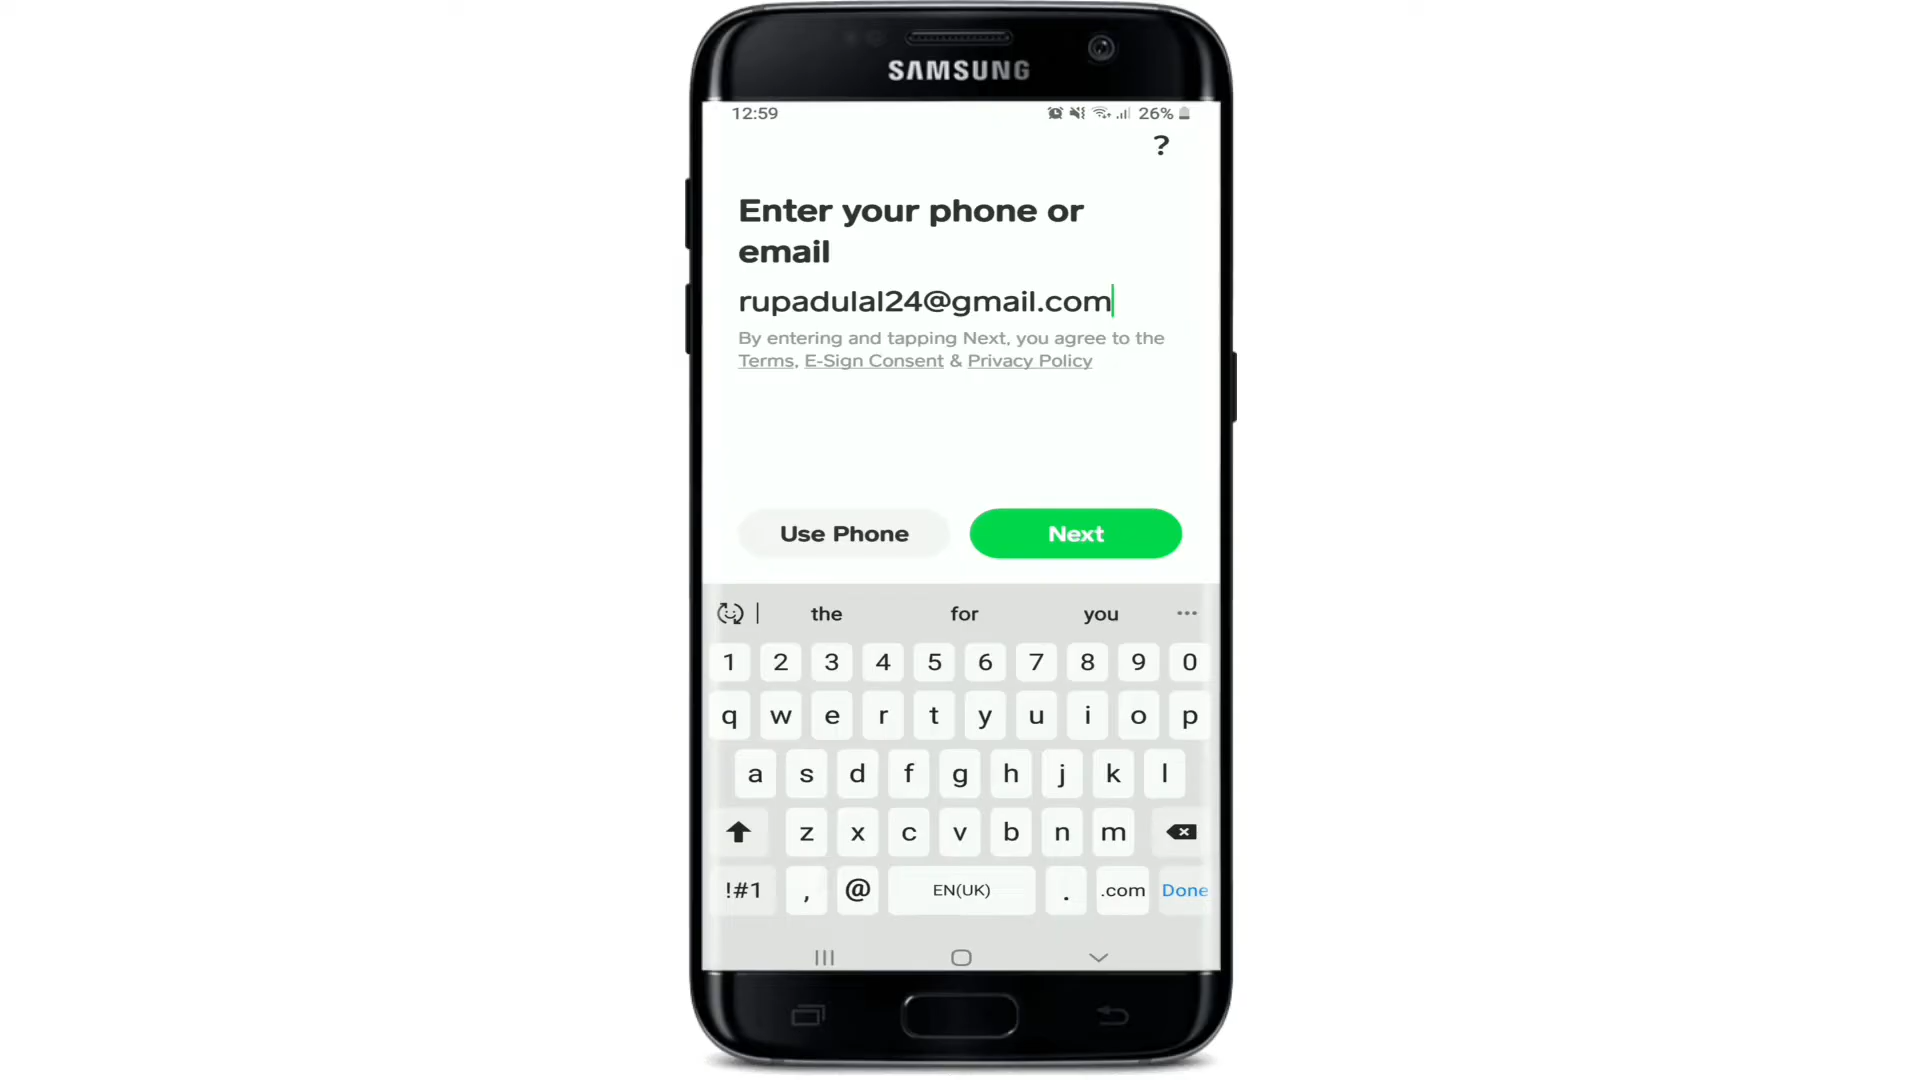 SAMSUNG
12:59 26%
?
Enter your phone or
email
rupadulal24@gmail.com
By entering and tapping Next, you agree to the
Terms, E-Sign Consent & Privacy Policy
Use Phone Next
the for you ...
1 2 3 4 5 6 7 8 9 0
q w e r t y u i o p
a s d f g h j k l
z x c v b n m
!#1 , @ EN(UK) . .com Done